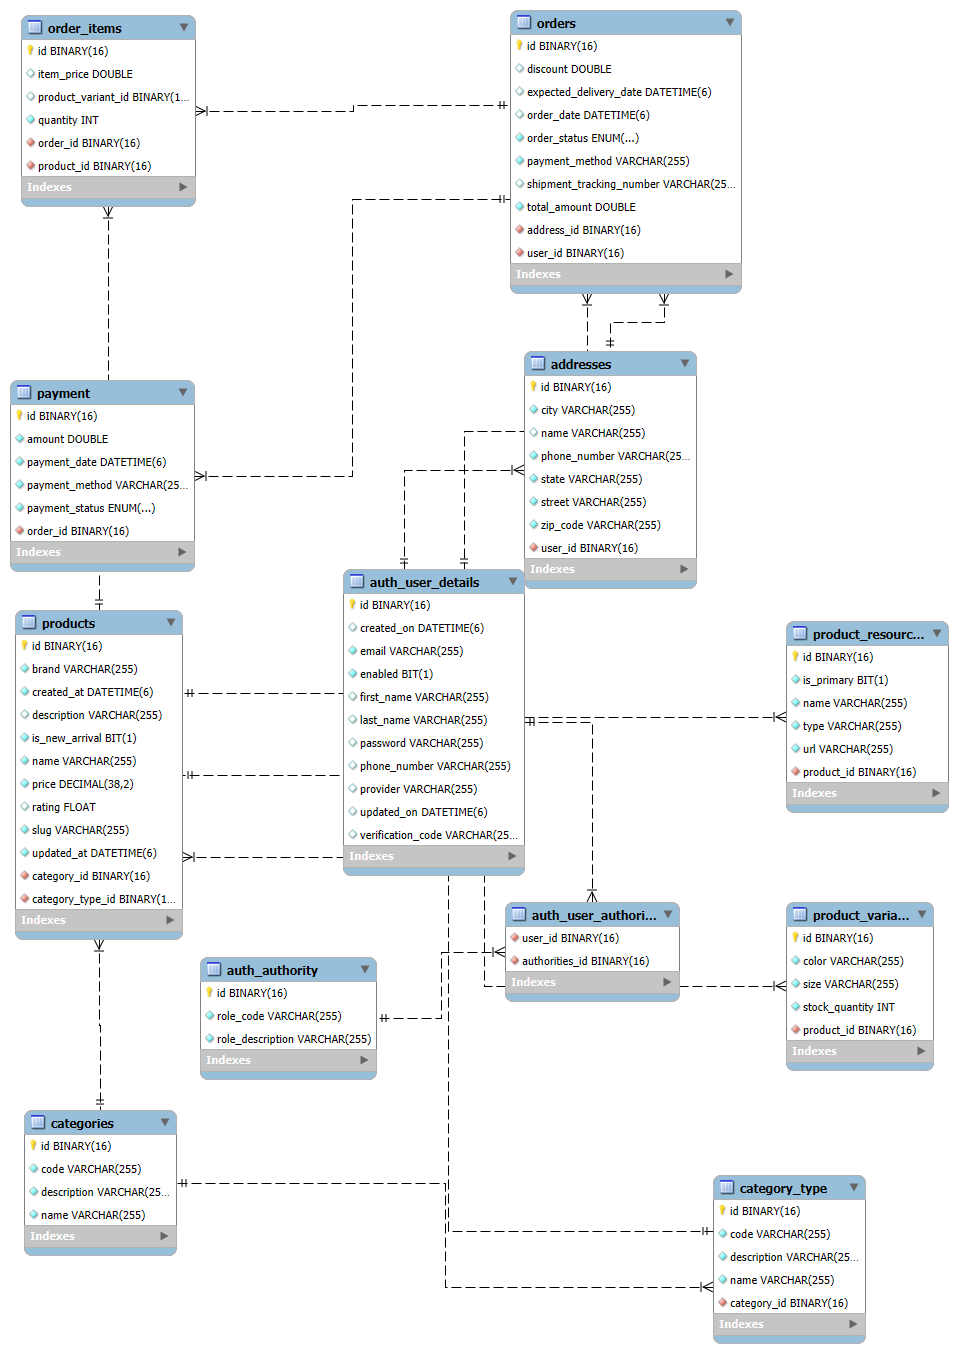 order_items
id BINARY(16)
item_price DOUBLE
product_variant_id BINARY(1...
quantity INT
order_id BINARY(16)
product_id BINARY(16)
Indexes
orders
id BINARY(16)
discount DOUBLE
expected_delivery_date DATETIME(6)
order_date DATETIME(6)
order_status ENUM(...)
payment_method VARCHAR(255)
shipment_tracking_number VARCHAR(25...
total_amount DOUBLE
address_id BINARY(16)
user_id BINARY(16)
Indexes
addresses
id BINARY(16)
city VARCHAR(255)
name VARCHAR(255)
phone_number VARCHAR(25...
state VARCHAR(255)
street VARCHAR(255)
zip_code VARCHAR(255)
user_id BINARY(16)
Indexes
payment
id BINARY(16)
amount DOUBLE
payment_date DATETIME(6)
payment_method VARCHAR(25...
payment_status ENUM(...)
order_id BINARY(16)
Indexes
auth_user_details
id BINARY(16)
created_on DATETIME(6)
email VARCHAR(255)
enabled BIT(1)
first_name VARCHAR(255)
last_name VARCHAR(255)
password VARCHAR(255)
phone_number VARCHAR(255)
provider VARCHAR(255)
updated_on DATETIME(6)
verification_code VARCHAR(25...
Indexes
products
id BINARY(16)
brand VARCHAR(255)
created_at DATETIME(6)
description VARCHAR(255)
is_new_arrival BIT(1)
name VARCHAR(255)
price DECIMAL(38,2)
rating FLOAT
slug VARCHAR(255)
updated_at DATETIME(6)
category_id BINARY(16)
category_type_id BINARY(1...
Indexes
product_resourc...
id BINARY(16)
is_primary BIT(1)
name VARCHAR(255)
type VARCHAR(255)
url VARCHAR(255)
product_id BINARY(16)
Indexes
auth_user_authori...
user_id BINARY(16)
authorities_id BINARY(16)
Indexes
product_varia...
id BINARY(16)
color VARCHAR(255)
size VARCHAR(255)
stock_quantity INT
product_id BINARY(16)
Indexes
auth_authority
id BINARY(16)
role_code VARCHAR(255)
role_description VARCHAR(255)
Indexes
categories
id BINARY(16)
code VARCHAR(255)
description VARCHAR(25...
name VARCHAR(255)
Indexes
category_type
id BINARY(16)
code VARCHAR(255)
description VARCHAR(25...
name VARCHAR(255)
category_id BINARY(16)
Indexes